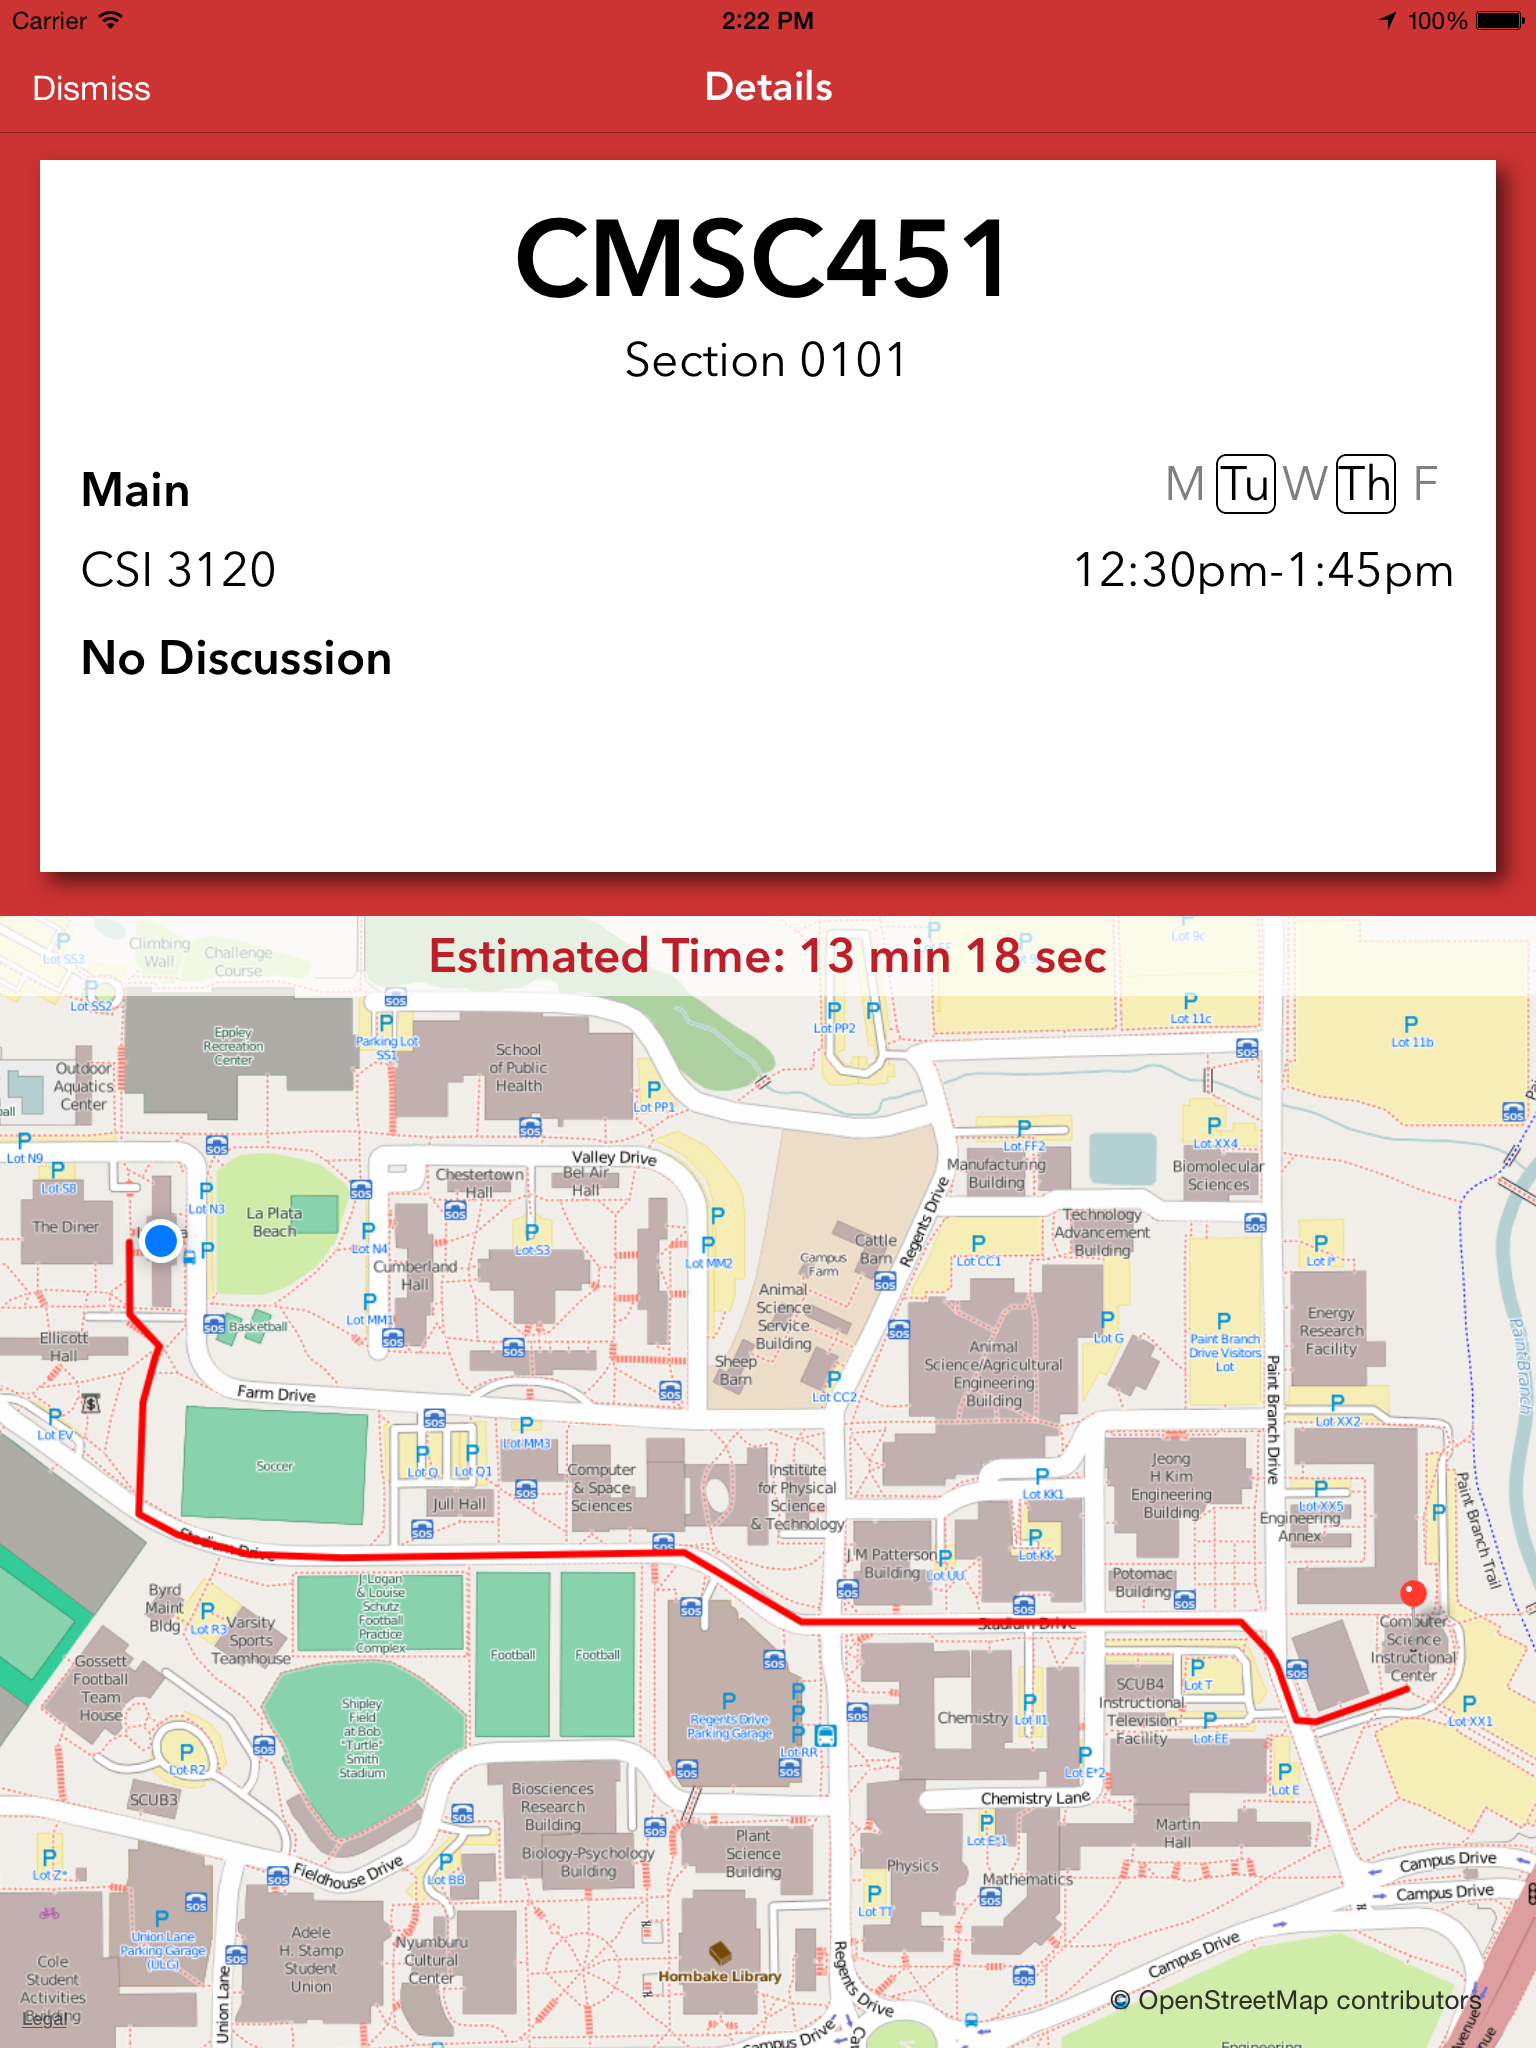 Carrier 2:22 PM 100%
Dismiss Details
CMSC451
Section 0101
Main M Tu W Th F
CSI 3120 12:30pm-1:45pm
No Discussion
Estimated Time: 13 min 18 sec
Climbing
Wall
Challenge
Course
Lot SS3
Lot 9c
Lot SS2
Eppley
Recreation
Center
Parking Lot
SS1
School
of Public
Health
Lot PP2
Lot 11c
Lot 11b
Outdoor
Aquatics
Center
Lot PP1
Lot N9
Lot S8
The Diner
Lot N3
La Plata
Beach
Valley Drive
Chestertown
Hall
Bel Air
Hall
Lot S3
Lot N4
Cumberland
Hall
Lot MM1
Lot MM2
Lot FF2
Manufacturing
Building
Lot XX4
Biomolecular
Sciences
Regents Drive
Technology
Advancement
Building
Cattle
Barn
Campus
Farm
Lot CC1
Animal
Science
Service
Building
Sheep
Barn
Lot CC2
Animal
Science/Agricultural
Engineering
Building
Lot G
Paint Branch
Drive Visitors
Lot
Energy
Research
Facility
Paint Branch Drive
Lot XX2
Paint Branch
Ellicott
Hall
Basketball
Farm Drive
Lot EV
Soccer
Lot Q
Lot Q1
Lot MM3
Jull Hall
Computer
& Space
Sciences
Institute
for Physical
Science
& Technology
Lot KK1
Jeong
H Kim
Engineering
Building
Lot XX5
Engineering
Annex
Paint Branch Trail
Stadium Drive
J.M Patterson
Building
Lot UU
Lot KK
Potomac
Building
Byrd
Maint
Bldg
Lot R3
Varsity
Sports
Teamhouse
J. Logan
& Louise
Schutz
Football
Practice
Complex
Football
Football
Stadium Drive
Computer
Science
Instructional
Center
Gossett
Football
Team
House
Shipley
Field
at Bob
"Turtle"
Smith
Stadium
Regents Drive
Parking Garage
Lot RR
Chemistry
Lot II1
SCUB4
Instructional
Television
Facility
Lot T
Lot EE
Lot XX1
Lot R2
SCUB3
Biosciences
Research
Building
Lot E*2
Lot E
Chemistry Lane
Lot E*1
Martin
Hall
Lot Z*
Fieldhouse Drive
Lot BB
Biology-Psychology
Building
Plant
Science
Building
Physics
Mathematics
Lot TT
Campus Drive
Campus Drive
Union Lane
Parking Garage
(ULG)
Adele
H. Stamp
Student
Union
Nyumburu
Cultural
Center
Hornbake Library
Regents Drive
Campus Drive
Cole
Student
Activities
Building
Legal
Union Lane
Campus Drive
© OpenStreetMap contributors